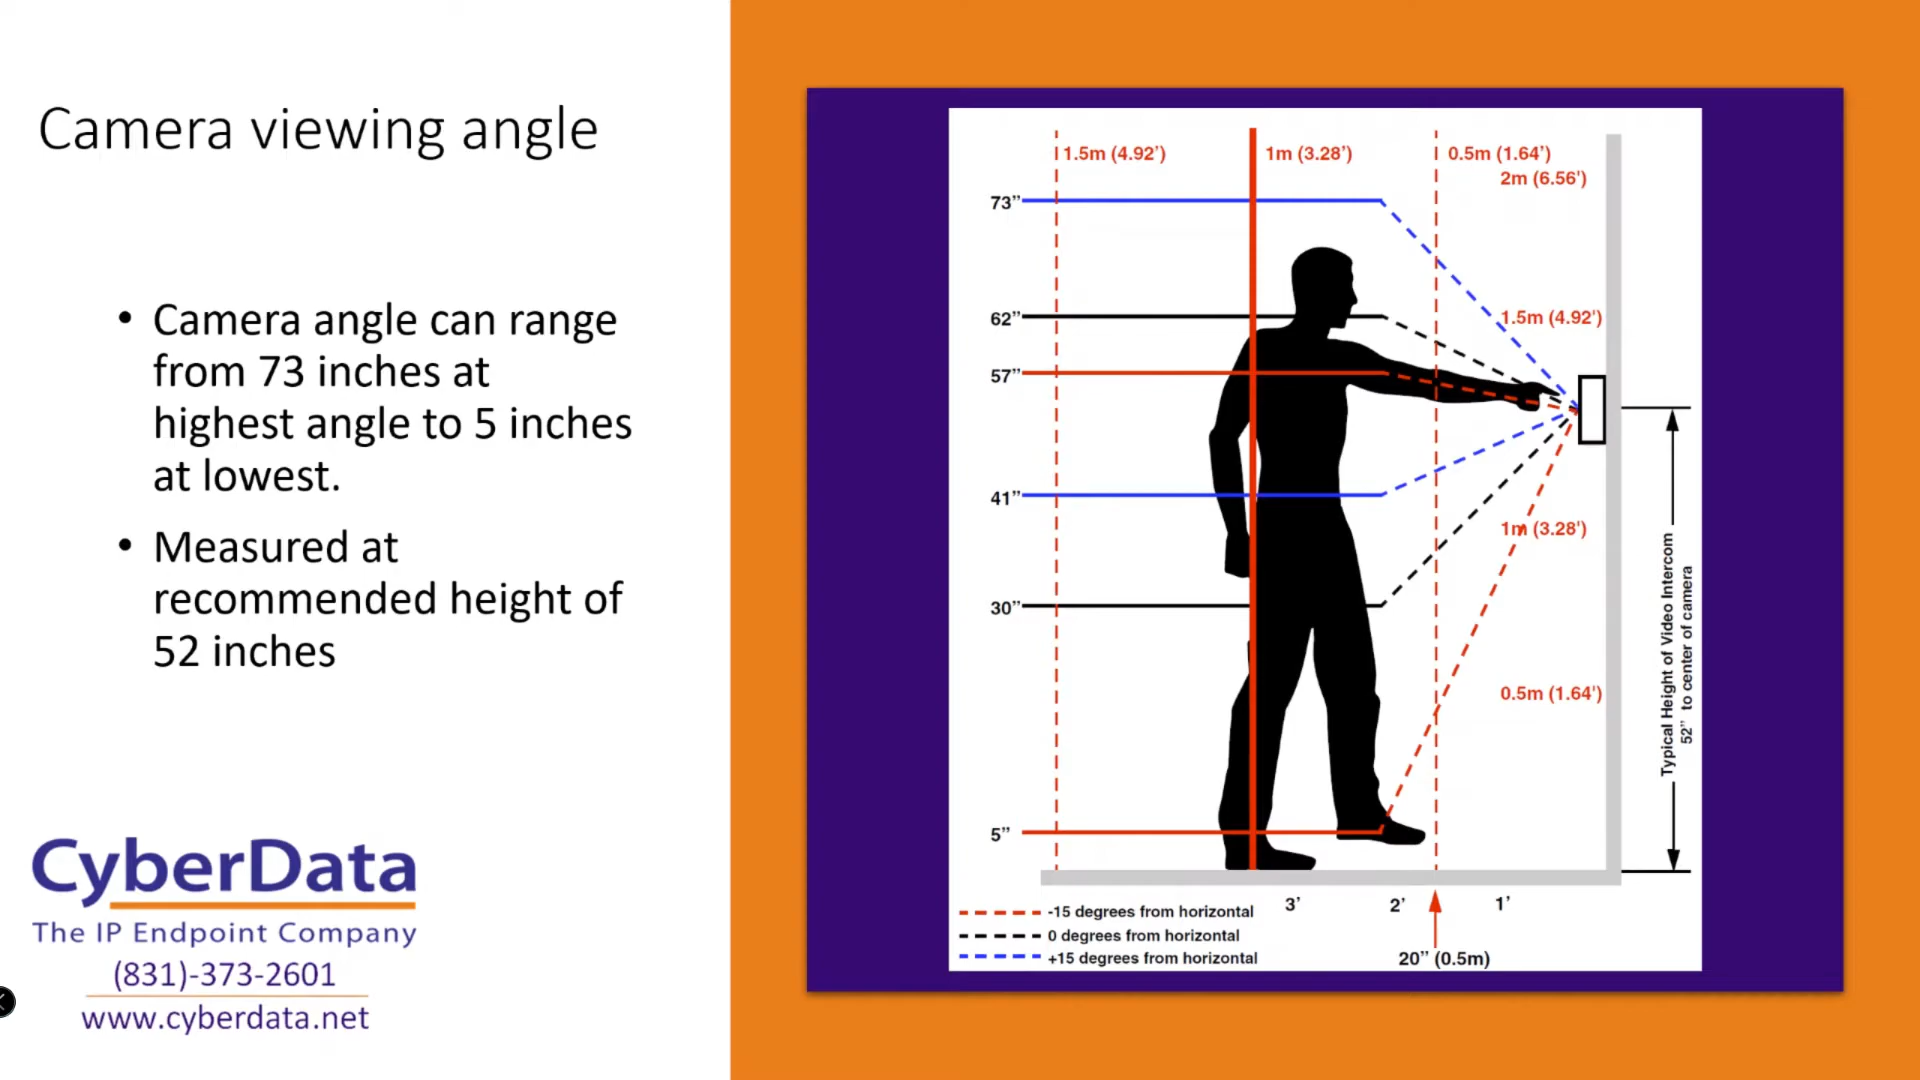 Camera viewing angle
• Camera angle can range
from 73 inches at
highest angle to 5 inches
at lowest.
• Measured at
recommended height of
52 inches
CyberData
The IP Endpoint Company
(831)-373-2601
www.cyberdata.net
1.5m (4.92’)
1m (3.28’)
0.5m (1.64’)
2m (6.56')
73”
62”
1.5m (4.92')
57”
41”
1m (3.28')
30”
0.5m (1.64')
5”
Typical Height of Video Intercom
52” to center of camera
3’
2’
1’
20” (0.5m)
-15 degrees from horizontal
0 degrees from horizontal
+15 degrees from horizontal